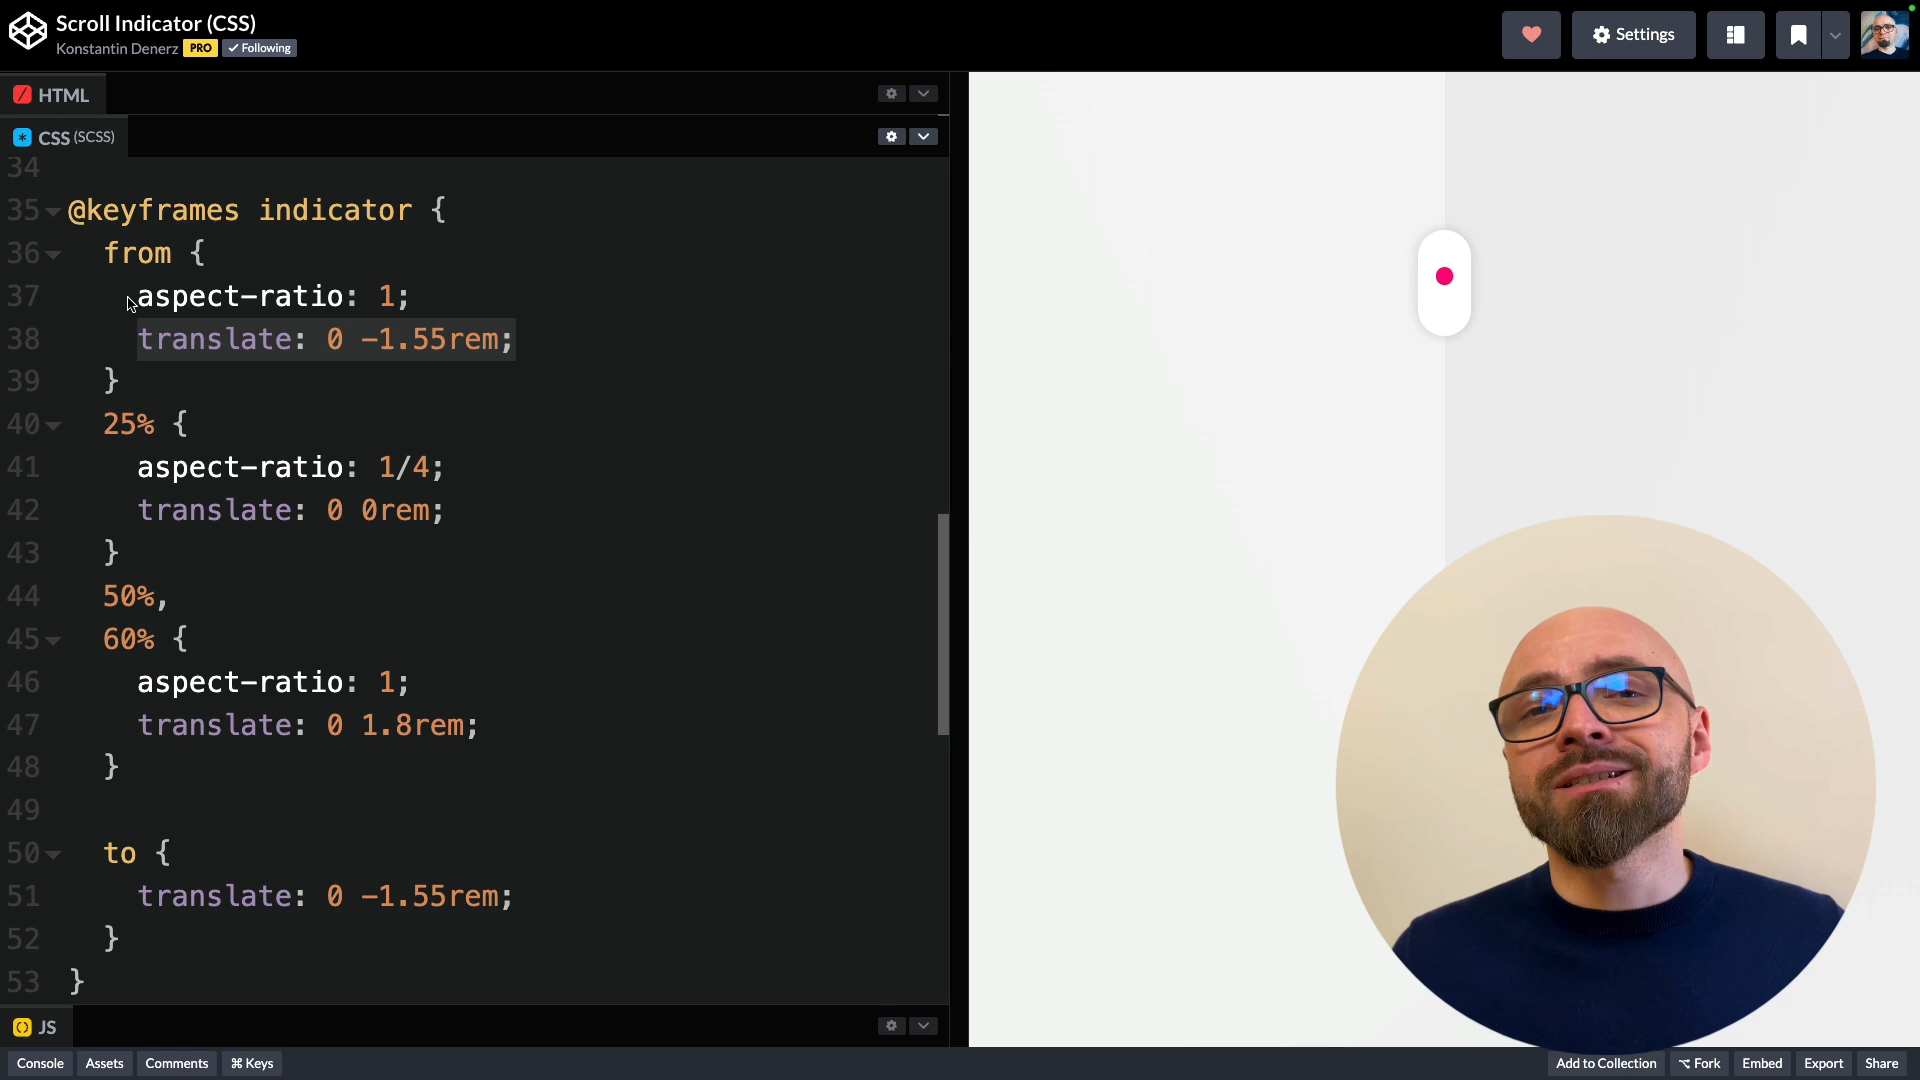 Scroll Indicator (CSS)
Konstantin Denerz PRO ✓ Following
Settings
HTML
CSS (SCSS)
34
35 @keyframes indicator {
36 from {
37 aspect-ratio: 1;
38 translate: 0 -1.55rem;
39 }
40 25% {
41 aspect-ratio: 1/4;
42 translate: 0 0rem;
43 }
44 50%,
45 60% {
46 aspect-ratio: 1;
47 translate: 0 1.8rem;
48 }
49
50 to {
51 translate: 0 -1.55rem;
52 }
53 }
JS
Console Assets Comments ⌘ Keys
Add to Collection ⌥ Fork Embed Export Share